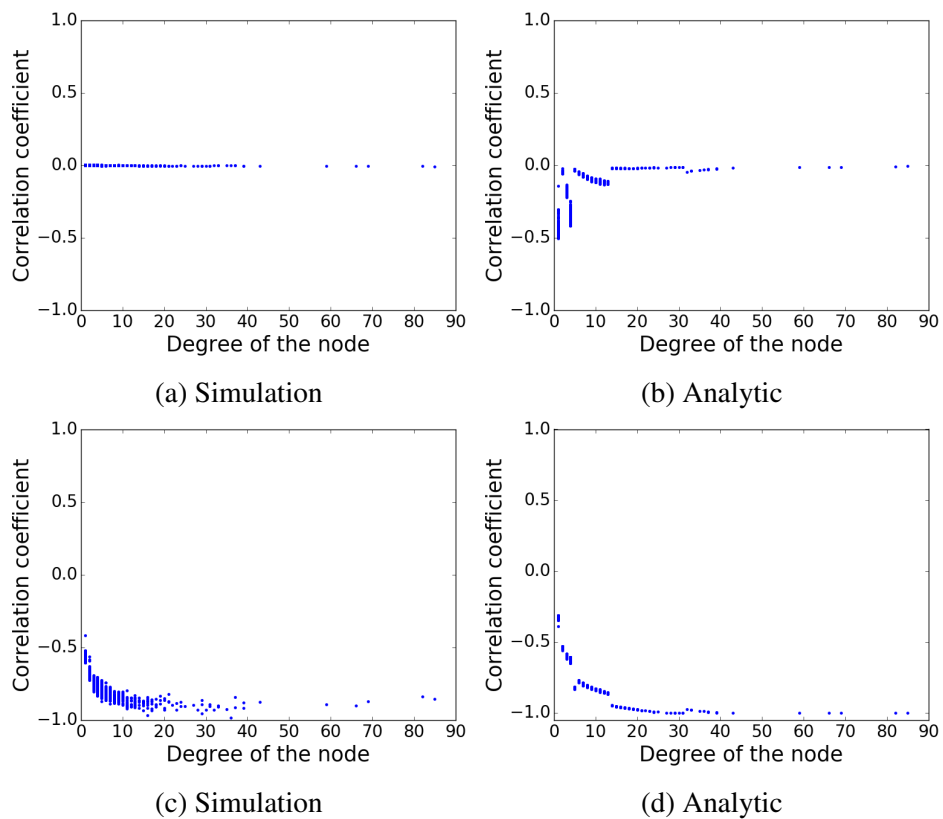 1.0
0.5
0.0
−0.5
−1.0
Correlation coefficient
0 10 20 30 40 50 60 70 80 90
Degree of the node
(a) Simulation
1.0
0.5
0.0
−0.5
−1.0
Correlation coefficient
0 10 20 30 40 50 60 70 80 90
Degree of the node
(b) Analytic
1.0
0.5
0.0
−0.5
−1.0
Correlation coefficient
0 10 20 30 40 50 60 70 80 90
Degree of the node
(c) Simulation
1.0
0.5
0.0
−0.5
−1.0
Correlation coefficient
0 10 20 30 40 50 60 70 80 90
Degree of the node
(d) Analytic